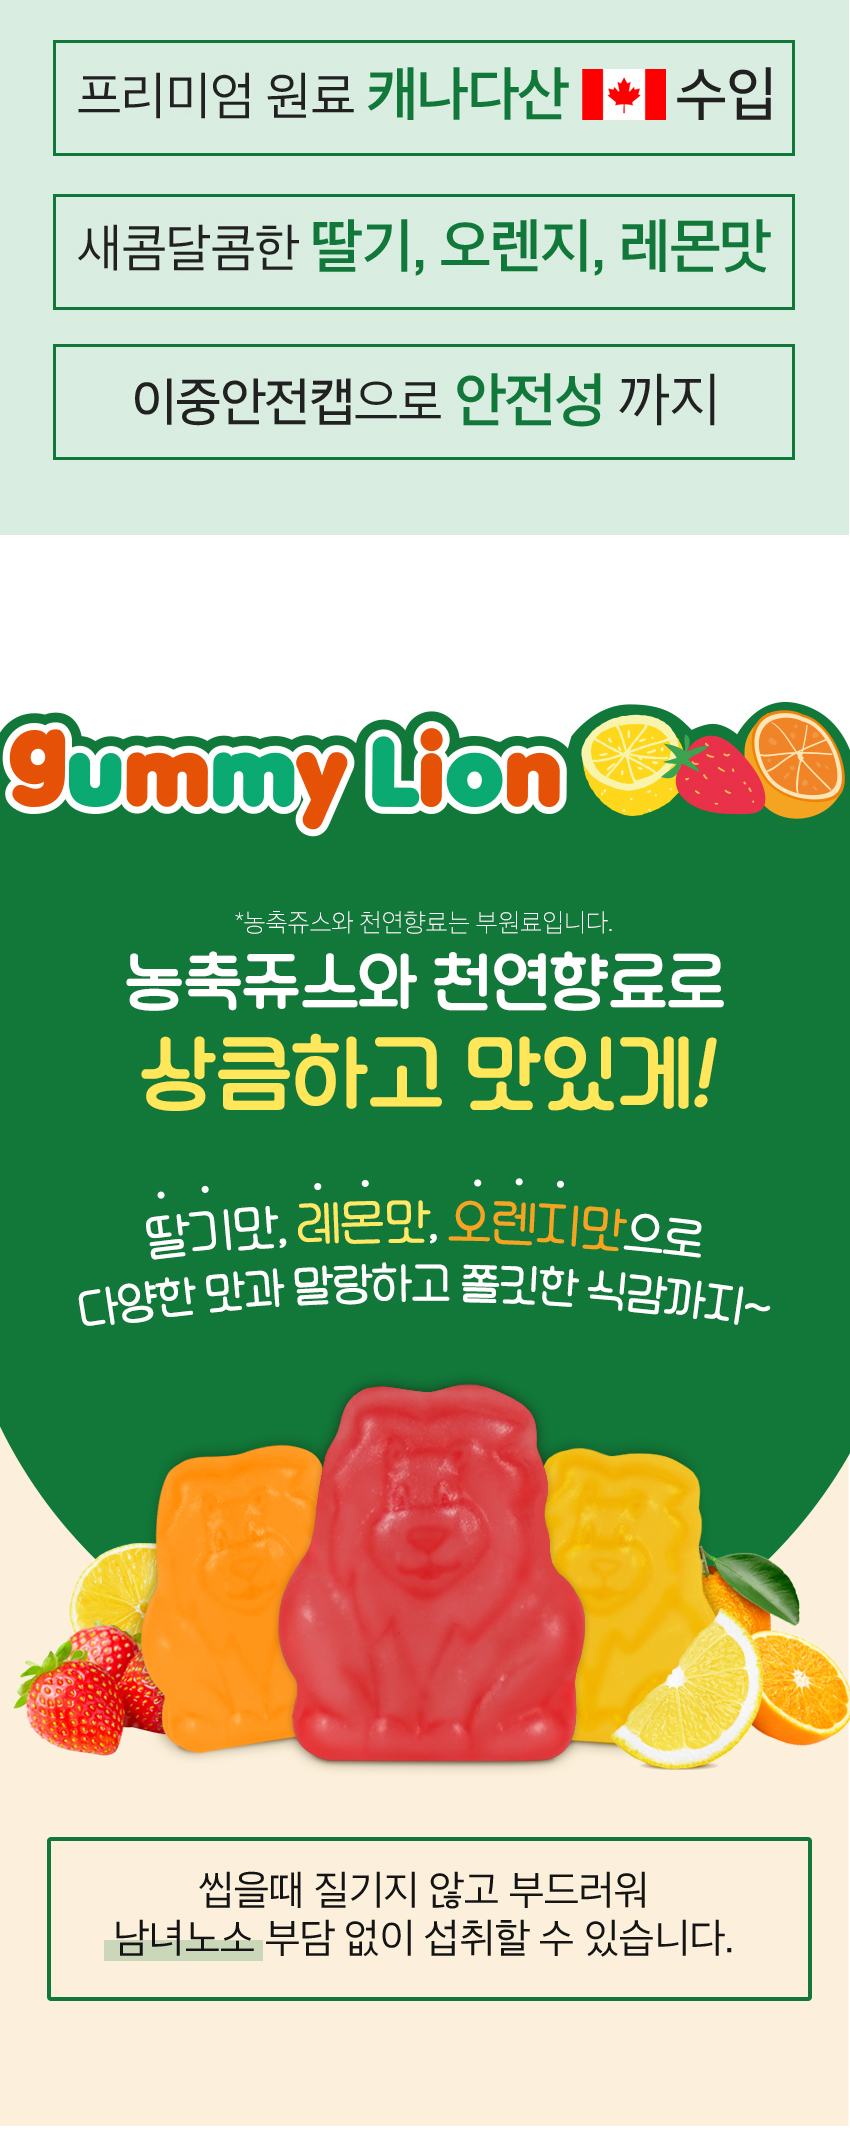 프리미엄 원료 캐나다산 수입
새콤달콤한 딸기, 오렌지, 레몬맛
이중안전캡으로 안전성 까지
gummy Lion
*농축쥬스와 천연향료는 부원료입니다.
농축쥬스와 천연향료로
상큼하고 맛있게!
딸기맛, 레몬맛, 오렌지맛으로
다양한 맛과 말랑하고 쫄깃한 식감까지~
씹을때 질기지 않고 부드러워
남녀노소 부담 없이 섭취할 수 있습니다.